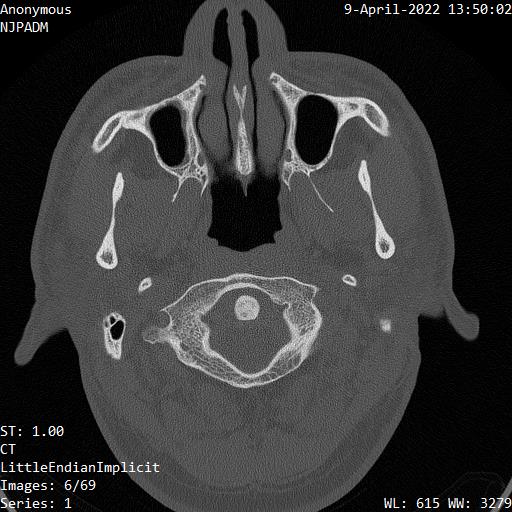 Anonymous
NJPADM
9-April-2022 13:50:02
ST: 1.00
CT
LittleEndianImplicit
Images: 6/69
Series: 1
WL: 615 WW: 3279